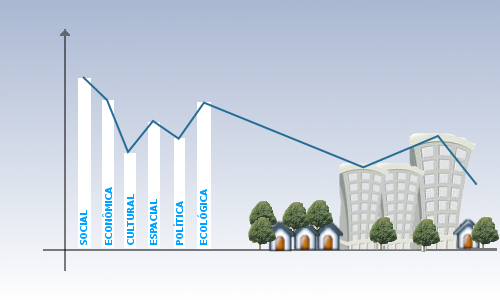 SOCIAL
ECONÔMICA
CULTURAL
ESPACIAL
POLÍTICA
ECOLÓGICA